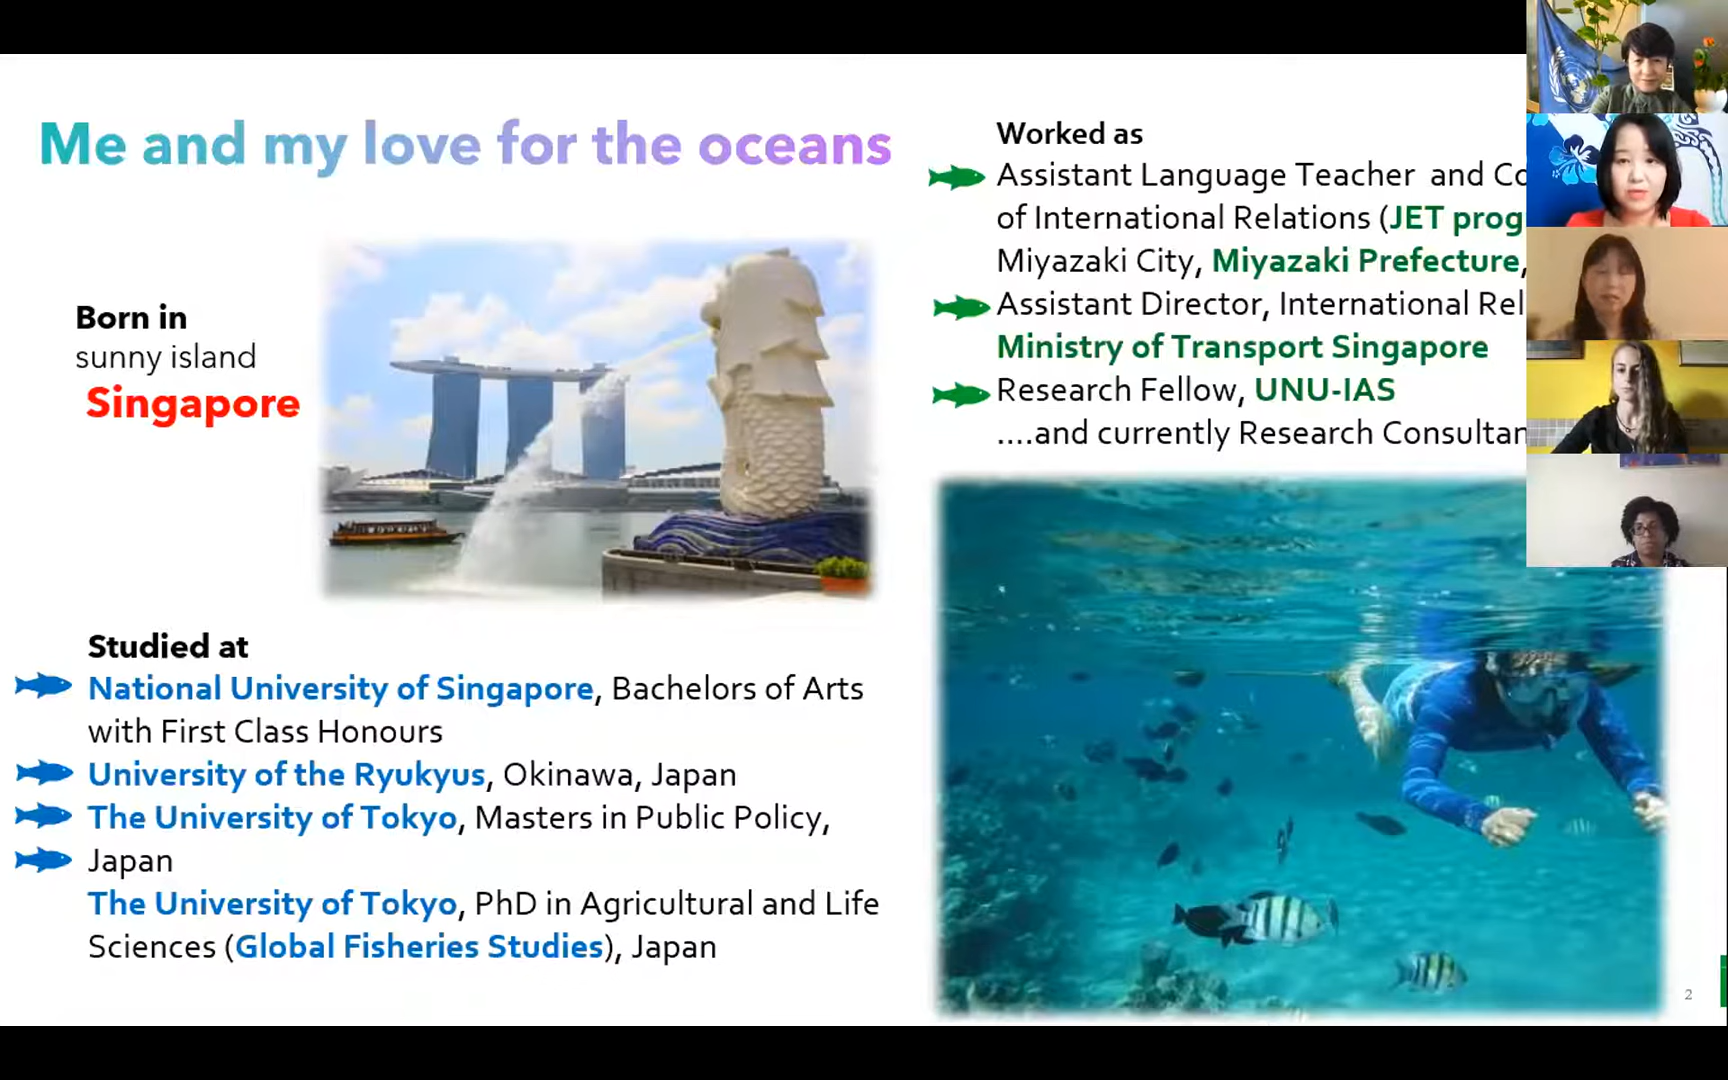 Me and my love for the oceans
Born in
sunny island
Singapore
Studied at
National University of Singapore, Bachelors of Arts
with First Class Honours
University of the Ryukyus, Okinawa, Japan
The University of Tokyo, Masters in Public Policy,
Japan
The University of Tokyo, PhD in Agricultural and Life
Sciences (Global Fisheries Studies), Japan
Worked as
Assistant Language Teacher and Co
of International Relations (JET prog
Miyazaki City, Miyazaki Prefecture,
Assistant Director, International Rel
Ministry of Transport Singapore
Research Fellow, UNU-IAS
....and currently Research Consultan
2